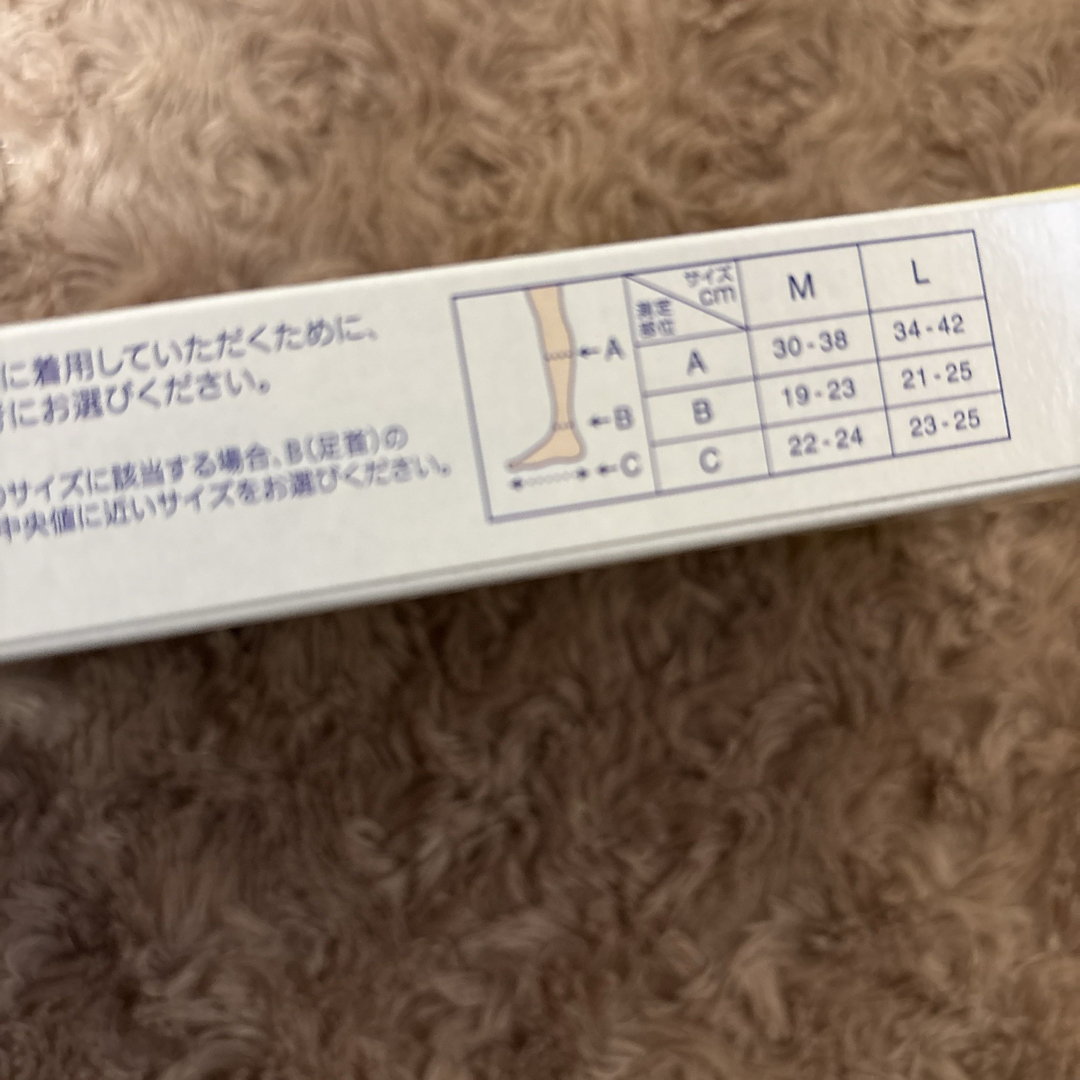 に着用していただくために、
にお選びください。
サイズに該当する場合、B(足首)の
中央値に近いサイズをお選びください。
A
B
C
サイズ cm 測定部位 M L
A 30-38 34-42
B 19-23 21-25
C 22-24 23-25